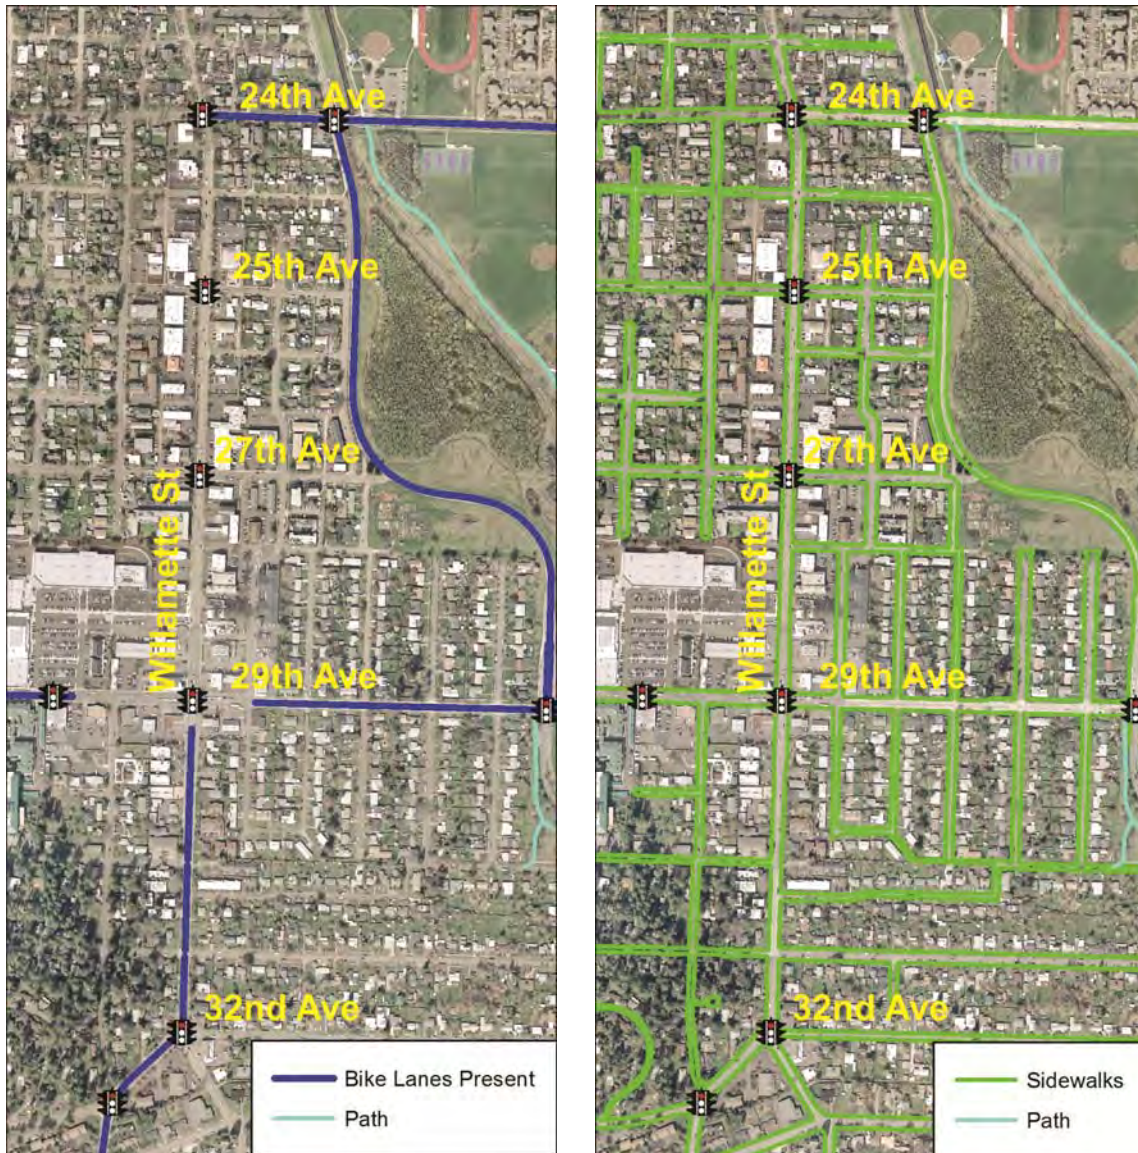 24th Ave
25th Ave
27th Ave
Willamette St
29th Ave
32nd Ave
Bike Lanes Present
Path
24th Ave
25th Ave
27th Ave
Willamette St
29th Ave
32nd Ave
Sidewalks
Path